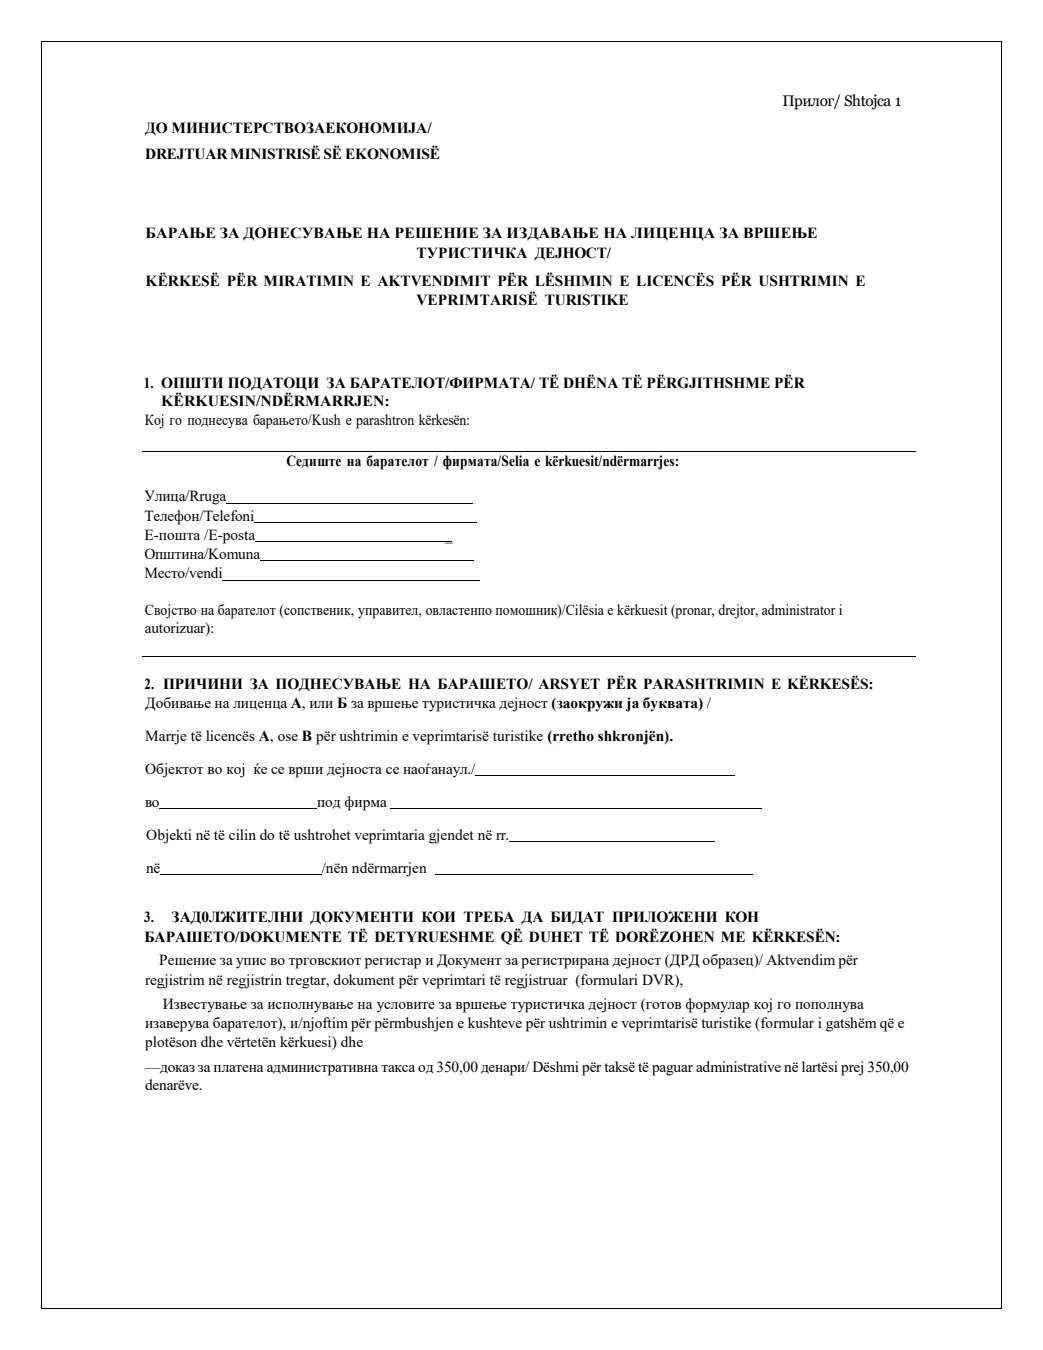 Прилог/ Shtojca 1
ДО МИНИСТЕРСТВОЗАЕКОНОМИЈА/
DREJTUAR MINISTRISË SË EKONOMISË
БАРАЊЕ ЗА ДОНЕСУВАЊЕ НА РЕШЕНИЕ ЗА ИЗДАВАЊЕ НА ЛИЦЕНЦА ЗА ВРШЕЊЕ
ТУРИСТИЧКА ДЕЈНОСТ/
KËRKESË PËR MIRATIMIN E AKTVENDIMIT PËR LËSHIMIN E LICENCËS PËR USHTRIMIN E
VEPRIMTARISË TURISTIKE
1. ОПШТИ ПОДАТОЦИ ЗА БАРАТЕЛОТ/ФИРМАТА/ TË DHËNA TË PËRGJITHSHME PËR
KËRKUESIN/NDËRMARRJEN:
Кој го поднесува барањето/Kush e parashtron kërkesën:
Седиште на барателот / фирмата/Selia e kërkuesit/ndërmarrjes:
Улица/Rruga
Телефон/Telefoni
Е-пошта /E-posta
Општина/Komuna
Место/vendi
Својство на барателот (сопственик, управител, овластенпо помошник)/Cilësia e kërkuesit (pronar, drejtor, administrator i
autorizuar):
2. ПРИЧИНИ ЗА ПОДНЕСУВАЊЕ НА БАРАШЕТО/ ARSYET PËR PARASHTRIMIN E KËRKESËS:
Добивање на лиценца А, или Б за вршење туристичка дејност (заокружи ја буквата) /
Marrje të licencës A, ose B për ushtrimin e veprimtarisë turistike (rretho shkronjën).
Објектот во кој ќе се врши дејноста се наоѓанаул./
во под фирма
Objekti në të cilin do të ushtrohet veprimtaria gjendet në rr.
në /nën ndërmarrjen
3. ЗАД0ЛЖИТЕЛНИ ДОКУМЕНТИ КОИ ТРЕБА ДА БИДАТ ПРИЛОЖЕНИ КОН
БАРАШЕТО/DOKUMENTE TË DETYRUESHME QË DUHET TË DORËZOHEN ME KËRKESËN:
Решение за упис во трговскиот регистар и Документ за регистрирана дејност (ДРД образец)/ Aktvendim për
regjistrim në regjistrin tregtar, dokument për veprimtari të regjistruar (formulari DVR),
Известување за исполнување на условите за вршење туристичка дејност (готов формулар кој го пополнува
изаверува барателот), и/njoftim për përmbushjen e kushteve për ushtrimin e veprimtarisë turistike (formular i gatshëm që e
plotëson dhe vërtetën kërkuesi) dhe
—доказ за платена административна такса од 350,00 денари/ Dëshmi për taksë të paguar administrative në lartësi prej 350,00
denarëve.